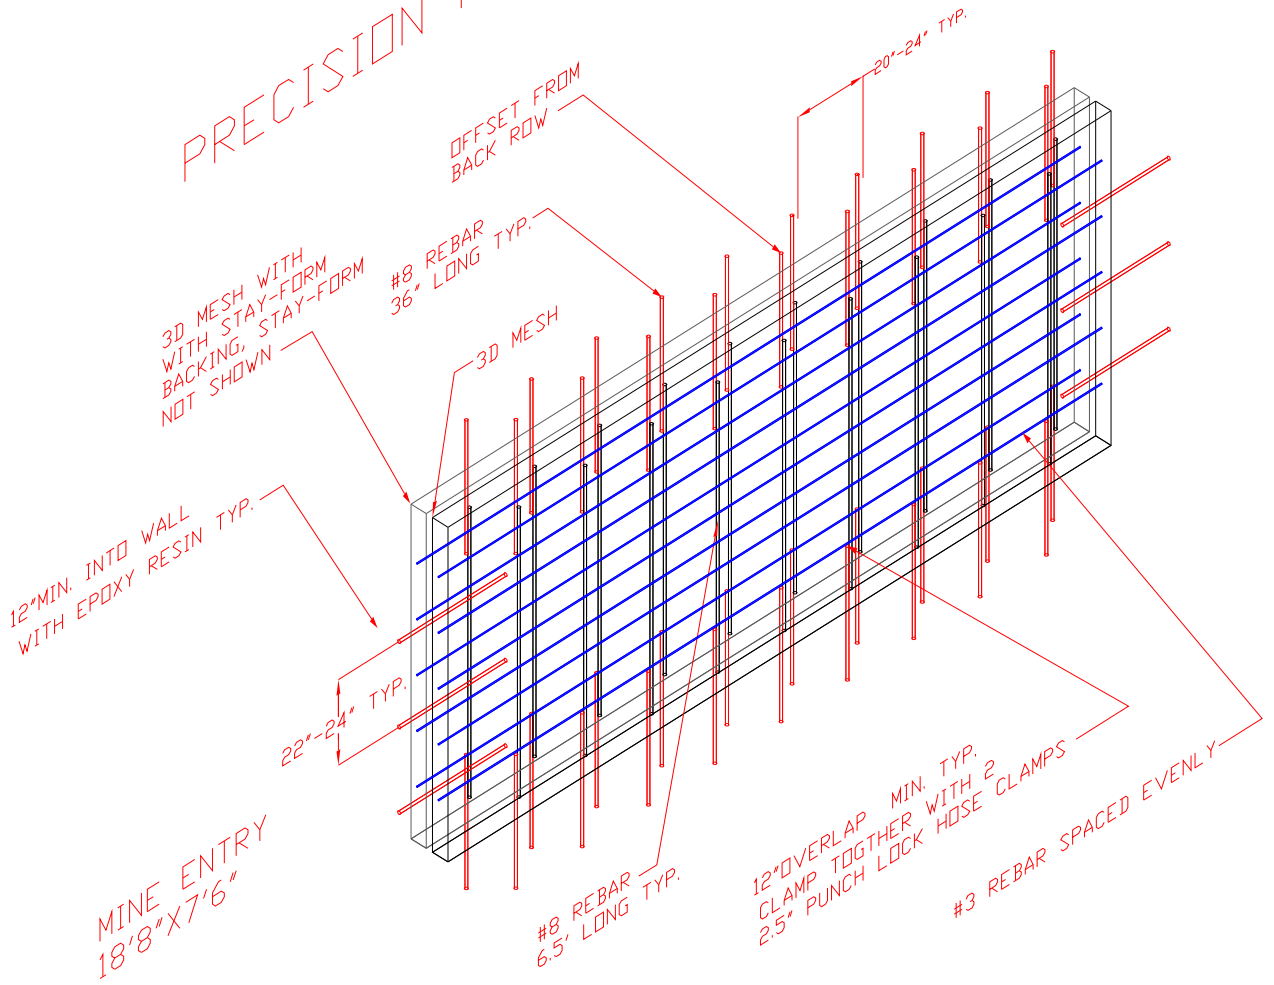 PRECISION
20"-24" TYP.
OFFSET FROM
BACK ROW
#8 REBAR
36" LONG TYP.
3D MESH WITH
WITH STAY-FORM
BACKING, STAY-FORM
NOT SHOWN
3D MESH
12"MIN. INTO WALL
WITH EPOXY RESIN TYP.
22"-24" TYP.
MINE ENTRY
18'8"X7'6"
#8 REBAR
6.5' LONG TYP.
12"OVERLAP MIN. TYP.
CLAMP TOGTHER WITH 2
2.5" PUNCH LOCK HOSE CLAMPS
#3 REBAR SPACED EVENLY